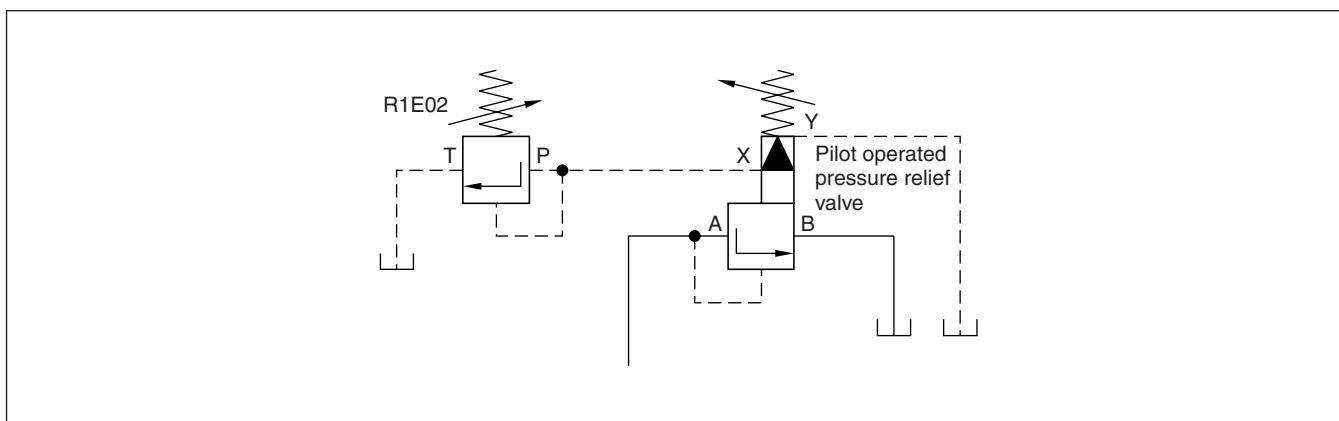 R1E02
T
P
X
Y
Pilot operated
pressure relief
valve
A
B